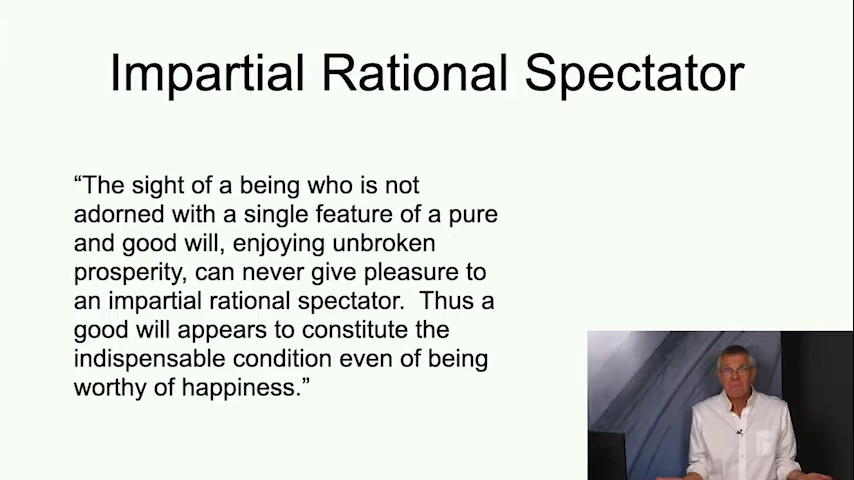 Impartial Rational Spectator
“The sight of a being who is not
adorned with a single feature of a pure
and good will, enjoying unbroken
prosperity, can never give pleasure to
an impartial rational spectator.  Thus a
good will appears to constitute the
indispensable condition even of being
worthy of happiness.”